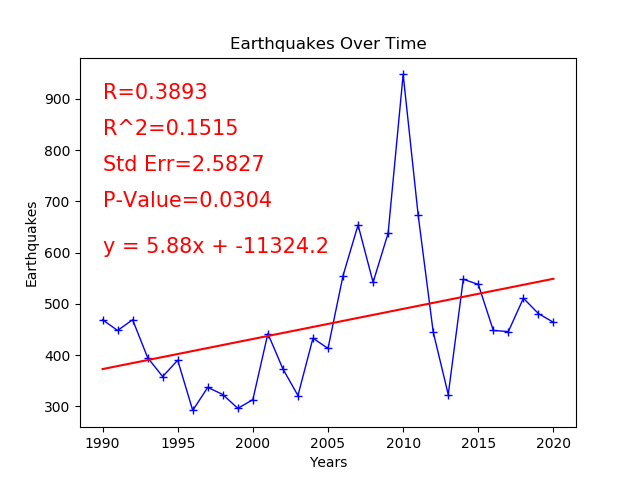 Earthquakes Over Time
R=0.3893
R^2=0.1515
Std Err=2.5827
P-Value=0.0304
y = 5.88x + -11324.2
Earthquakes
900
800
700
600
500
400
300
1990 1995 2000 2005 2010 2015 2020
Years